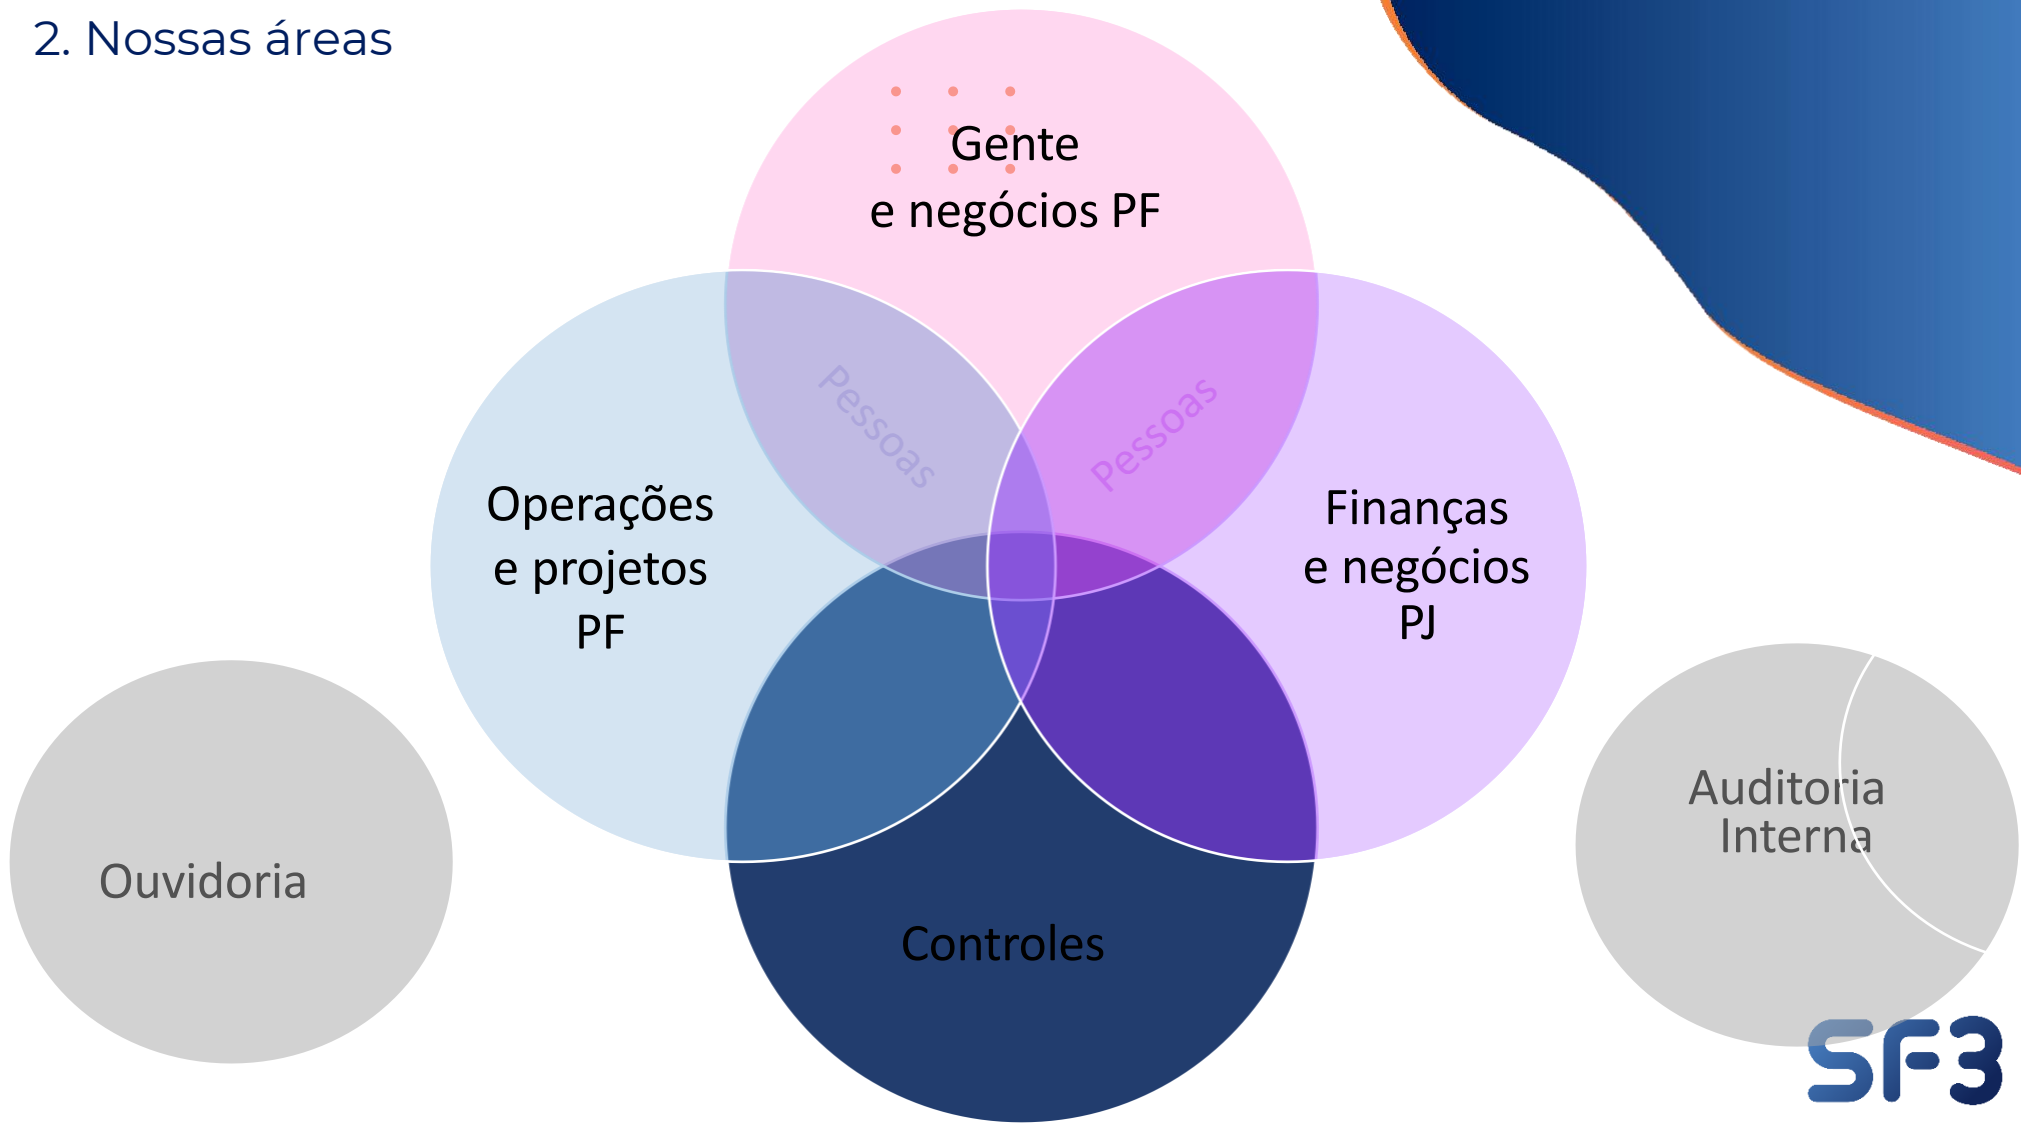 2. Nossas áreas
Gente
e negócios PF
Pessoas
Pessoas
Operações
e projetos
PF
Finanças
e negócios
PJ
Ouvidoria
Auditoria
Interna
Controles
SF3